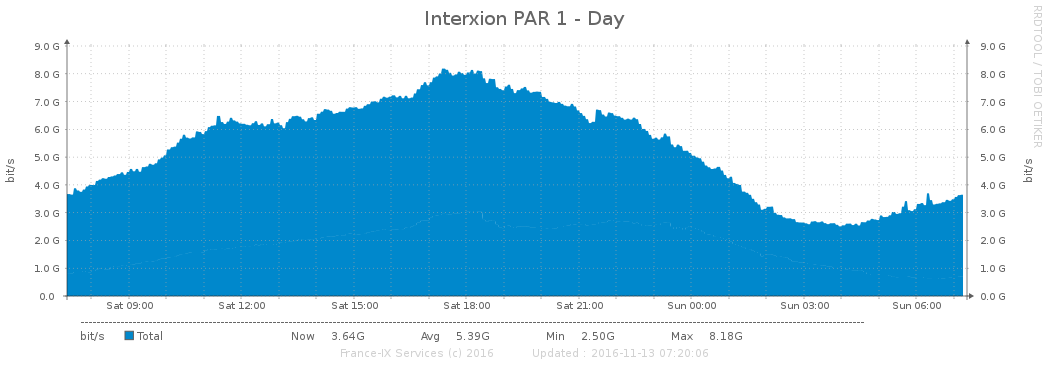 Interxion PAR 1 - Day
RRDTOOL / TOBI OETIKER
9.0 G 9.0 G
8.0 G 8.0 G
7.0 G 7.0 G
6.0 G 6.0 G
5.0 G 5.0 G
4.0 G 4.0 G
3.0 G 3.0 G
2.0 G 2.0 G
1.0 G 1.0 G
0.0 0.0 G
bit/s
bit/s
Sat 09:00 Sat 12:00 Sat 15:00 Sat 18:00 Sat 21:00 Sun 00:00 Sun 03:00 Sun 06:00
bit/s Total Now 3.64G Avg 5.39G Min 2.50G Max 8.18G
France-IX Services (c) 2016 Updated : 2016-11-13 07:20:06